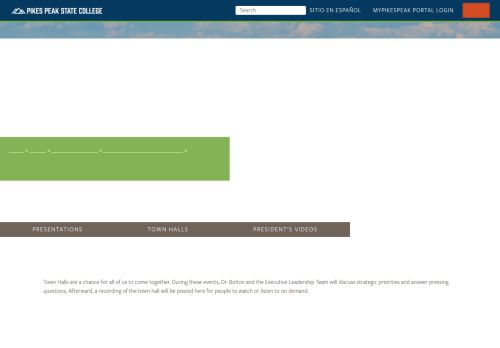 PIKES PEAK STATE COLLEGE
Search
SITIO EN ESPAÑOL
MYPIKESPEAK PORTAL LOGIN
PRESENTATIONS
TOWN HALLS
PRESIDENT'S VIDEOS
Town Halls are a chance for all of us to come together. During these events, Dr. Bolton and the Executive Leadership Team will discuss strategic priorities and answer pressing
questions. Afterward, a recording of the town hall will be posted here for people to watch or listen to on demand.